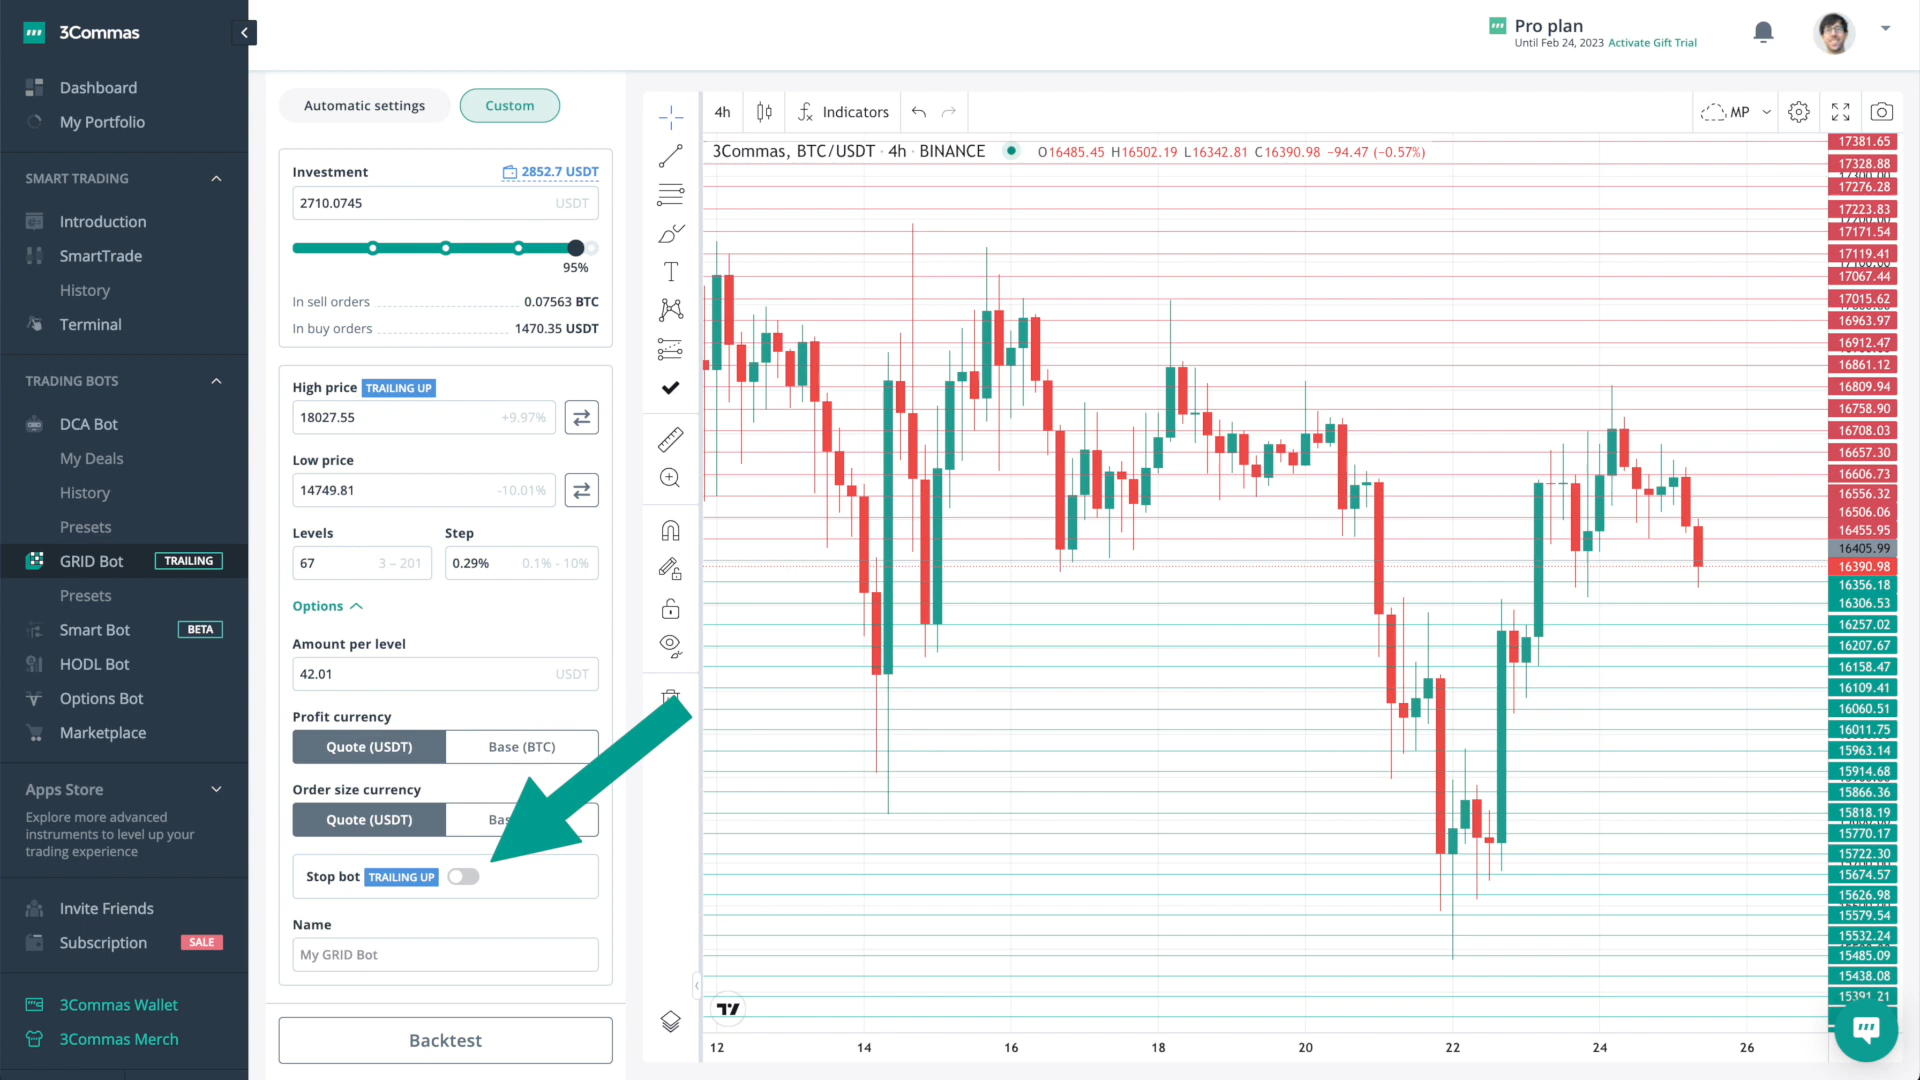 3Commas
Dashboard
My Portfolio
SMART TRADING
Introduction
SmartTrade
History
Terminal
TRADING BOTS
DCA Bot
My Deals
History
Presets
GRID Bot TRAILING
Presets
Smart Bot BETA
HODL Bot
Options Bot
Marketplace
Apps Store
Explore more advanced
instruments to level up your
trading experience
Invite Friends
Subscription SALE
3Commas Wallet
3Commas Merch
Pro plan
Until Feb 24, 2023 Activate Gift Trial
Automatic settings Custom
Investment 2852.7 USDT
2710.0745 USDT
95%
In sell orders 0.07563 BTC
In buy orders 1470.35 USDT
High price TRAILING UP
18027.55 +9.97%
Low price
14749.81 -10.01%
Levels Step
67 3 – 201 0.29% 0.1% - 10%
Options
Amount per level
42.01 USDT
Profit currency
Quote (USDT) Base (BTC)
Order size currency
Quote (USDT)
Stop bot TRAILING UP
Name
My GRID Bot
Backtest
4h Indicators MP
3Commas, BTC/USDT · 4h · BINANCE O16485.45 H16502.19 L16342.81 C16390.98 −94.47 (−0.57%)
17381.65
17328.88
17276.28
17223.83
17171.54
17119.41
17067.44
17015.62
16963.97
16912.47
16861.12
16809.94
16758.90
16708.03
16657.30
16606.73
16556.32
16506.06
16455.95
16405.99
16390.98
16356.18
16306.53
16257.02
16207.67
16158.47
16109.41
16060.51
16011.75
15963.14
15914.68
15866.36
15818.19
15770.17
15722.30
15674.57
15626.98
15579.54
15532.24
15485.09
15438.08
15391.21
12 14 16 18 20 22 24 26